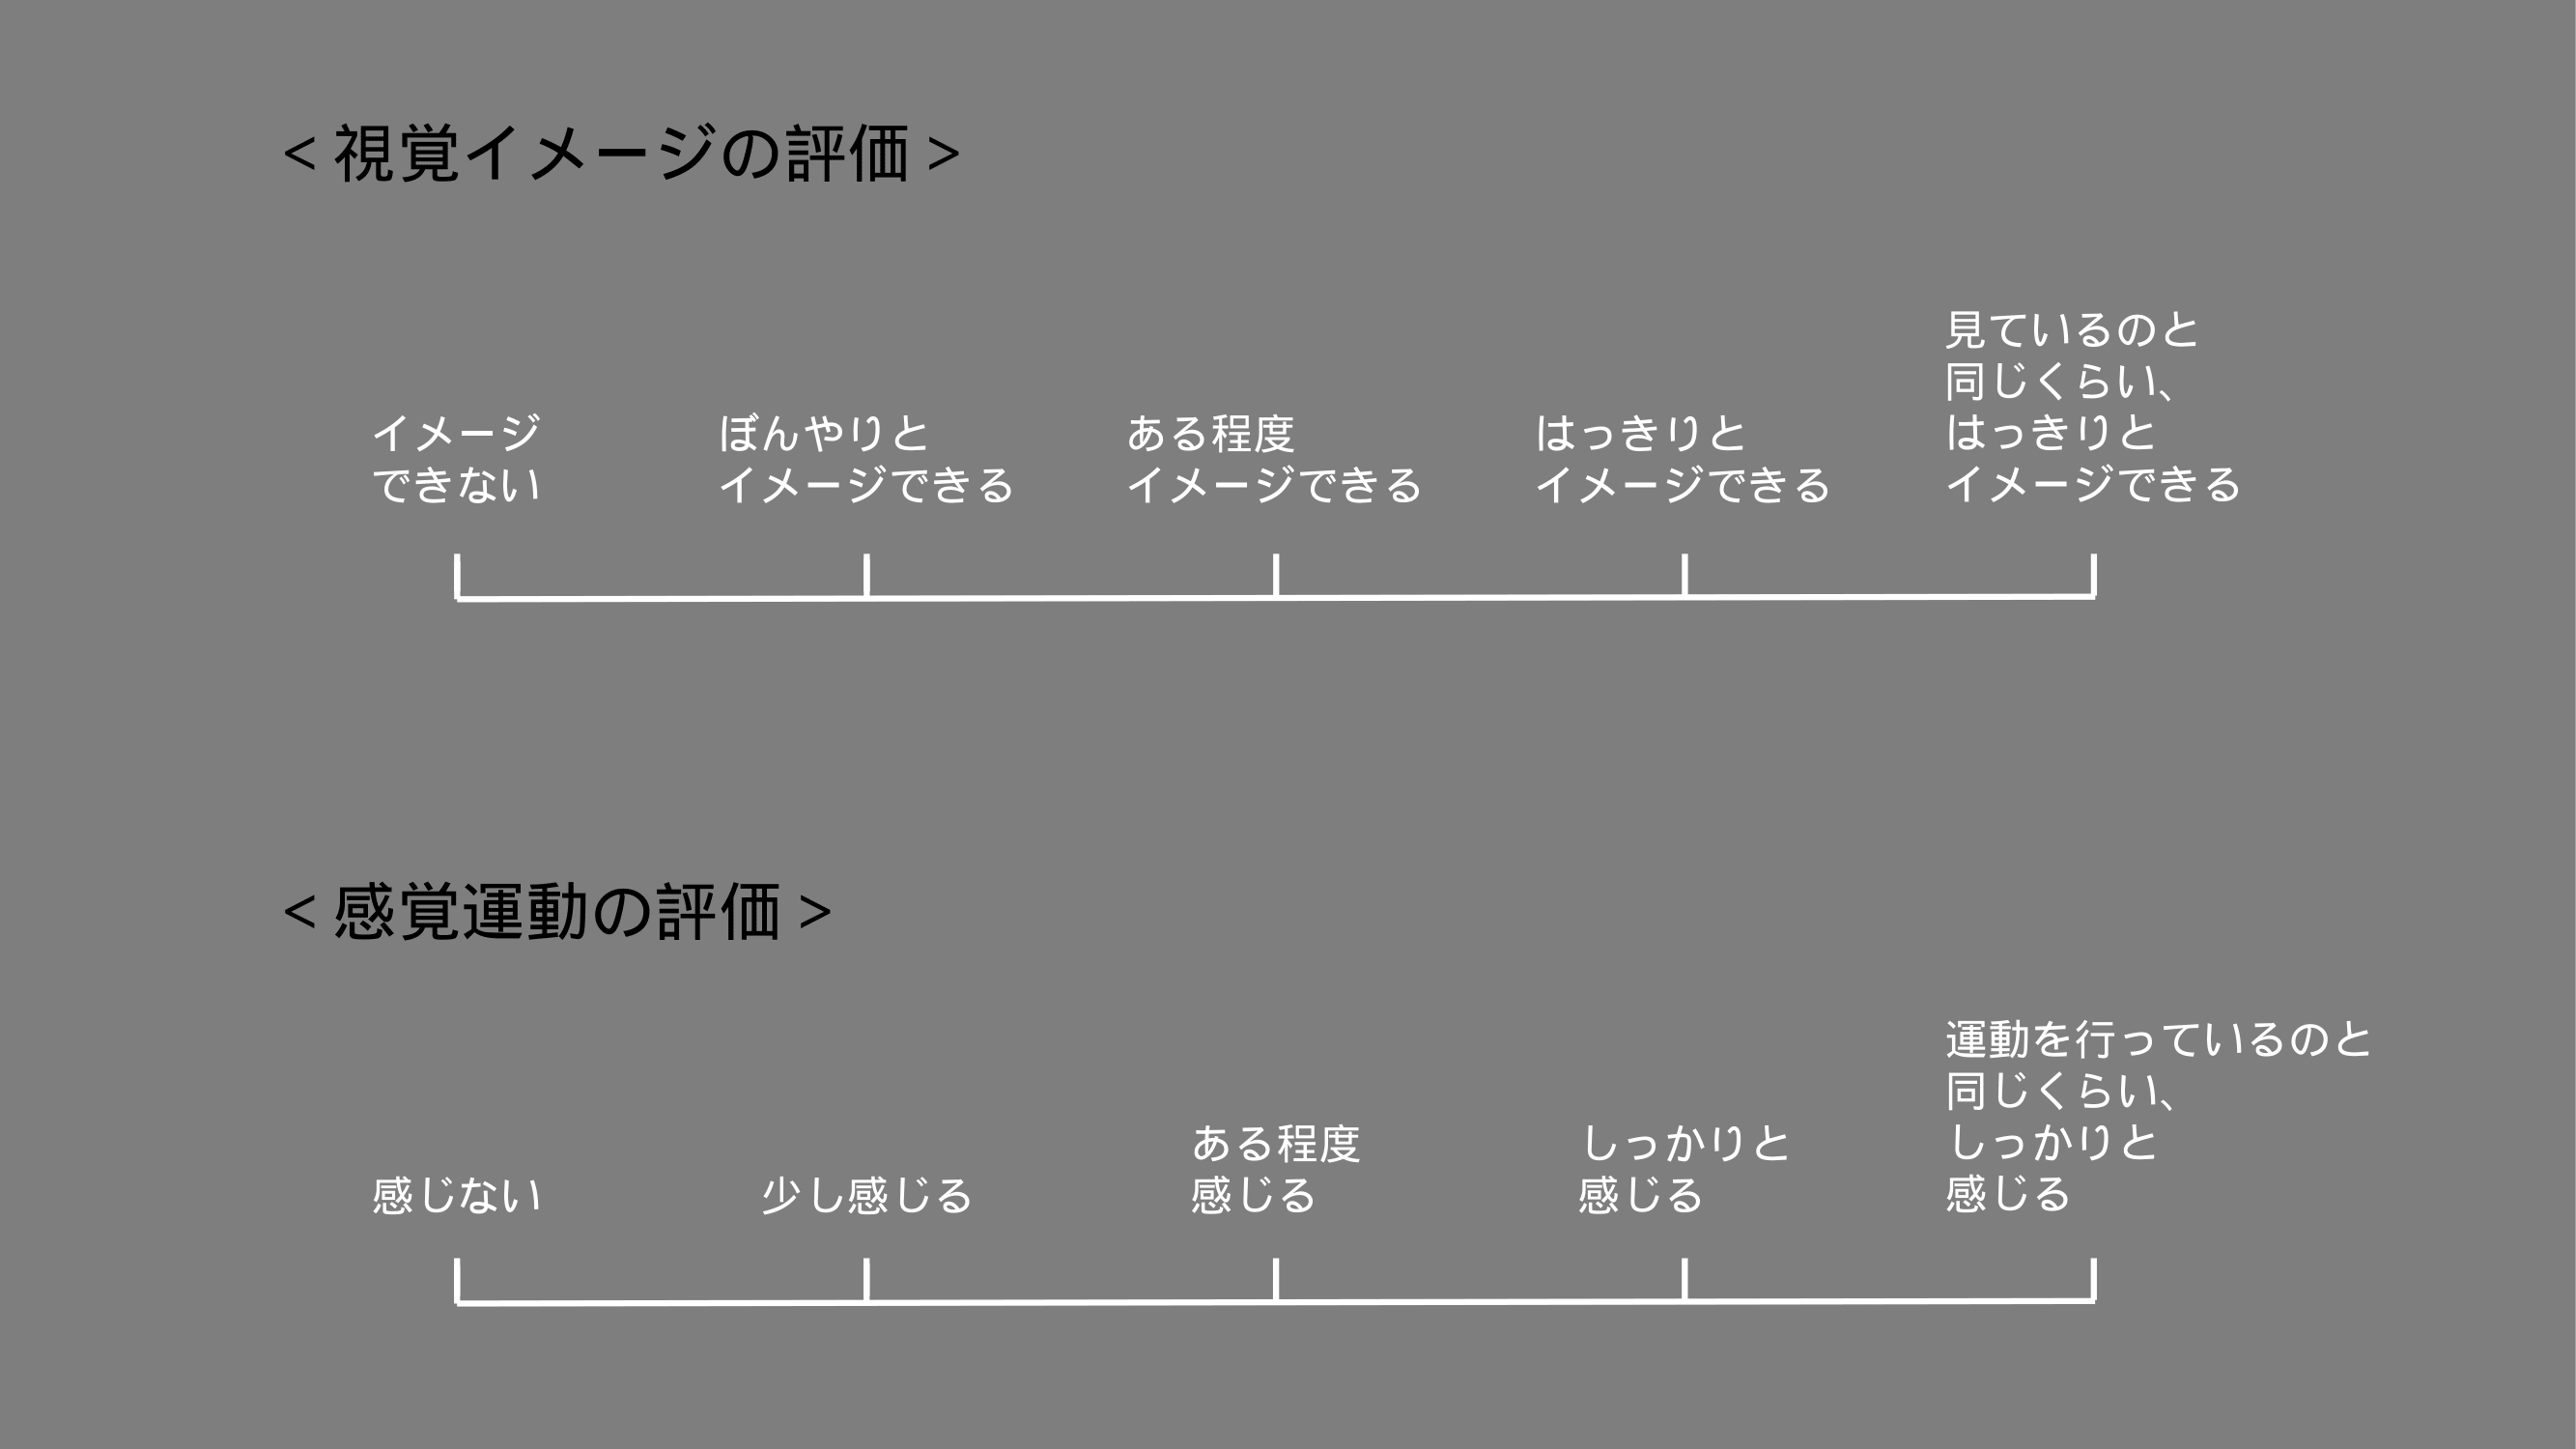 < 視覚イメージの評価 >
イメージ
できない
ぼんやりと
イメージできる
ある程度
イメージできる
はっきりと
イメージできる
見ているのと
同じくらい、
はっきりと
イメージできる
< 感覚運動の評価 >
感じない
少し感じる
ある程度
感じる
しっかりと
感じる
運動を行っているのと
同じくらい、
しっかりと
感じる